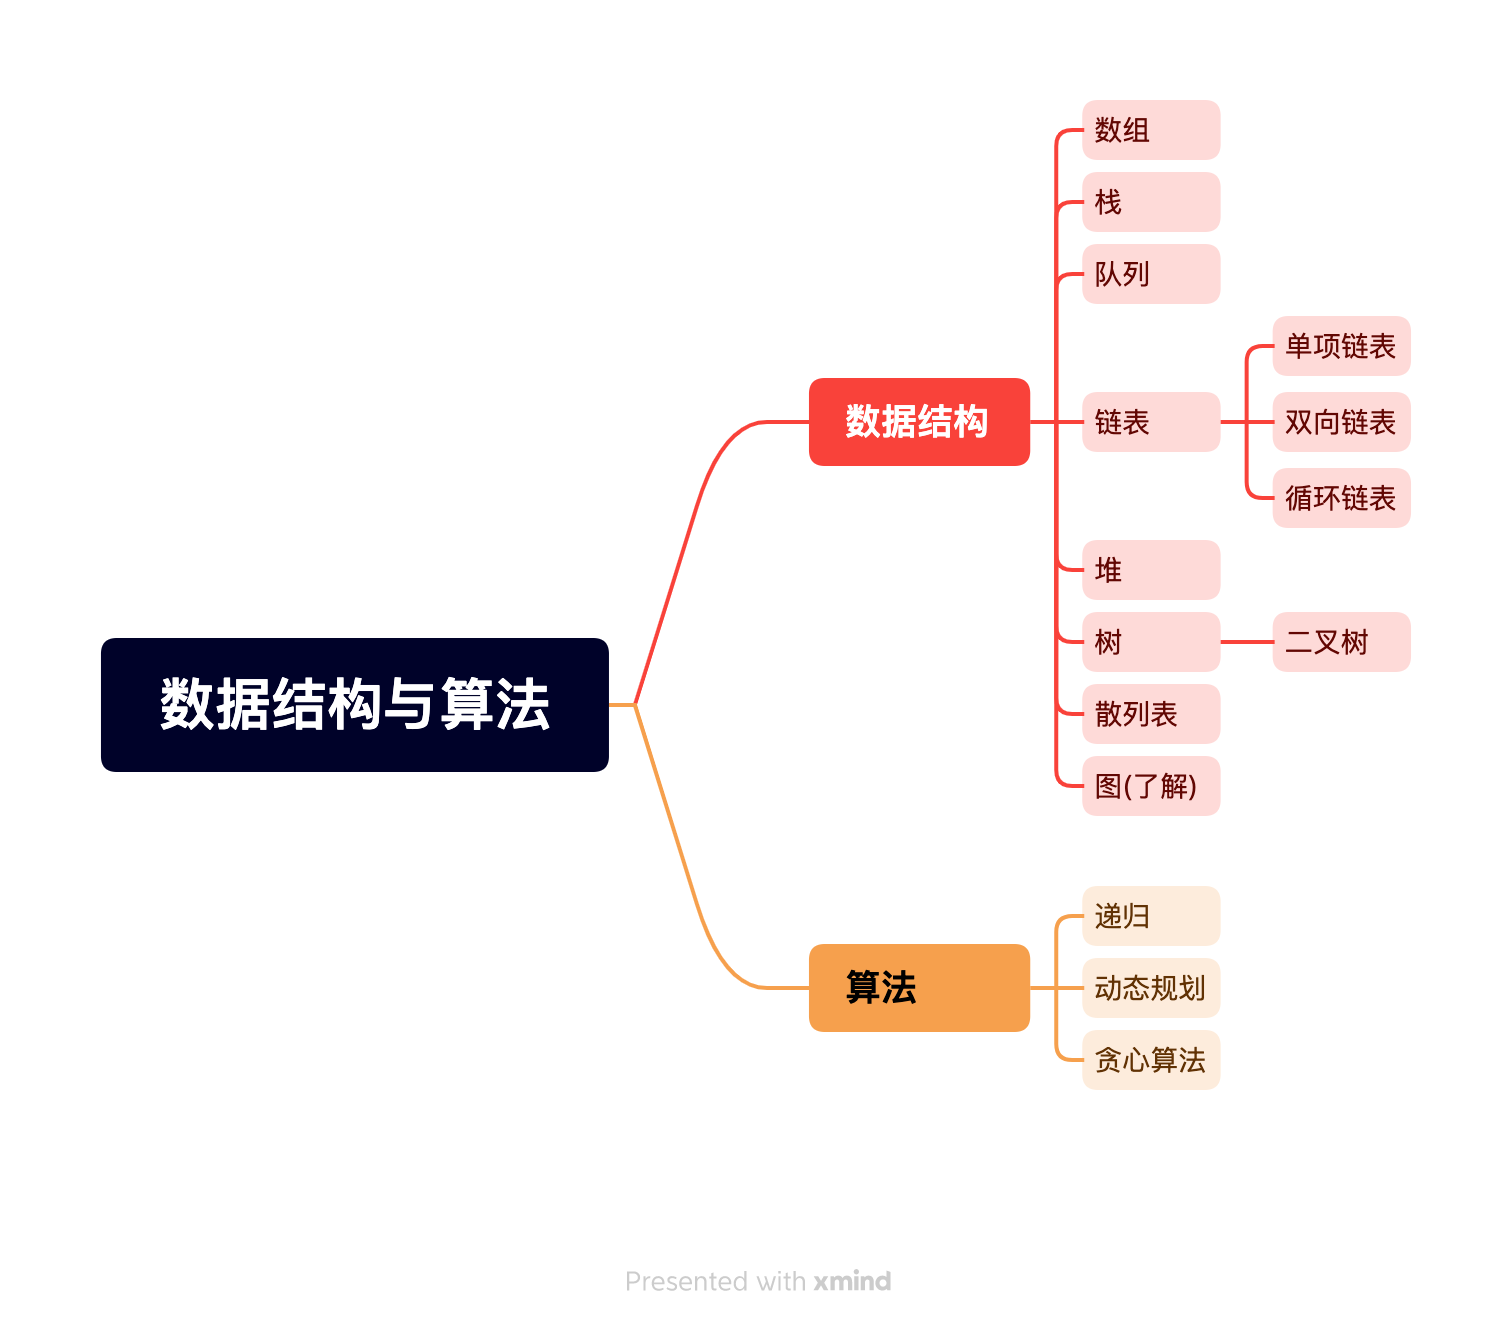 数据结构与算法
数据结构
数组
栈
队列
链表
单项链表
双向链表
循环链表
堆
树
二叉树
散列表
图(了解)
算法
递归
动态规划
贪心算法
Presented with xmind